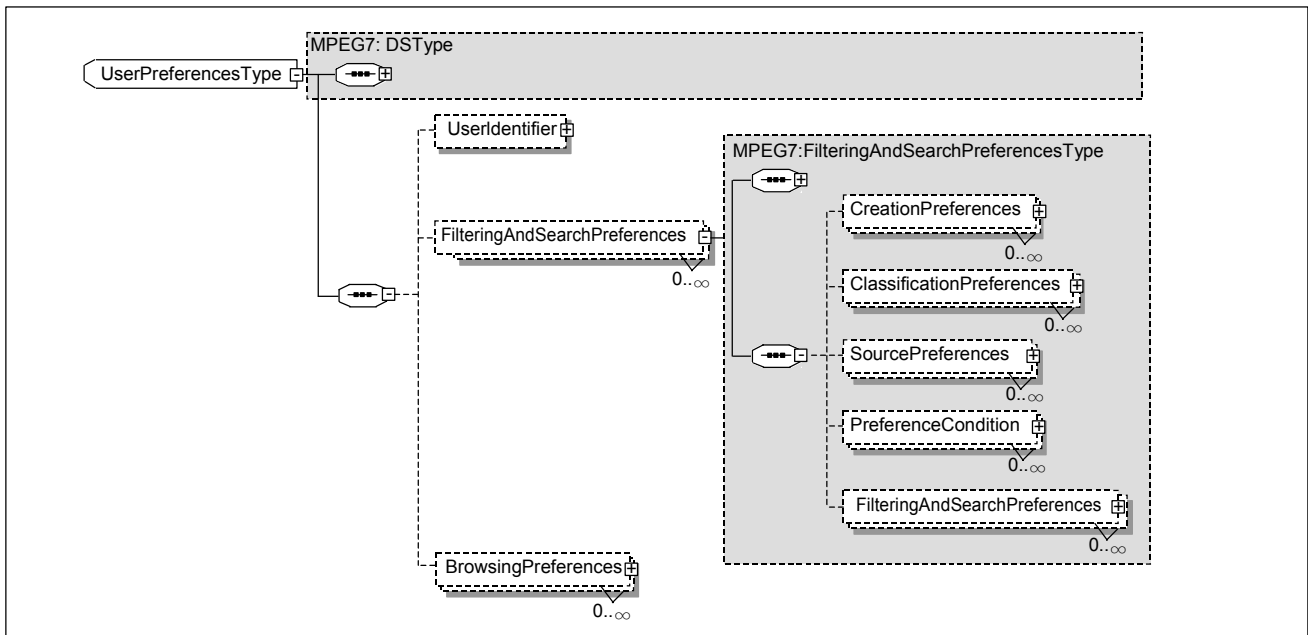 MPEG7: DSType
UserPreferencesType
UserIdentifier
MPEG7:FilteringAndSearchPreferencesType
CreationPreferences
0..∞
FilteringAndSearchPreferences
0..∞
ClassificationPreferences
0..∞
SourcePreferences
0..∞
PreferenceCondition
0..∞
FilteringAndSearchPreferences
0..∞
BrowsingPreferences
0..∞